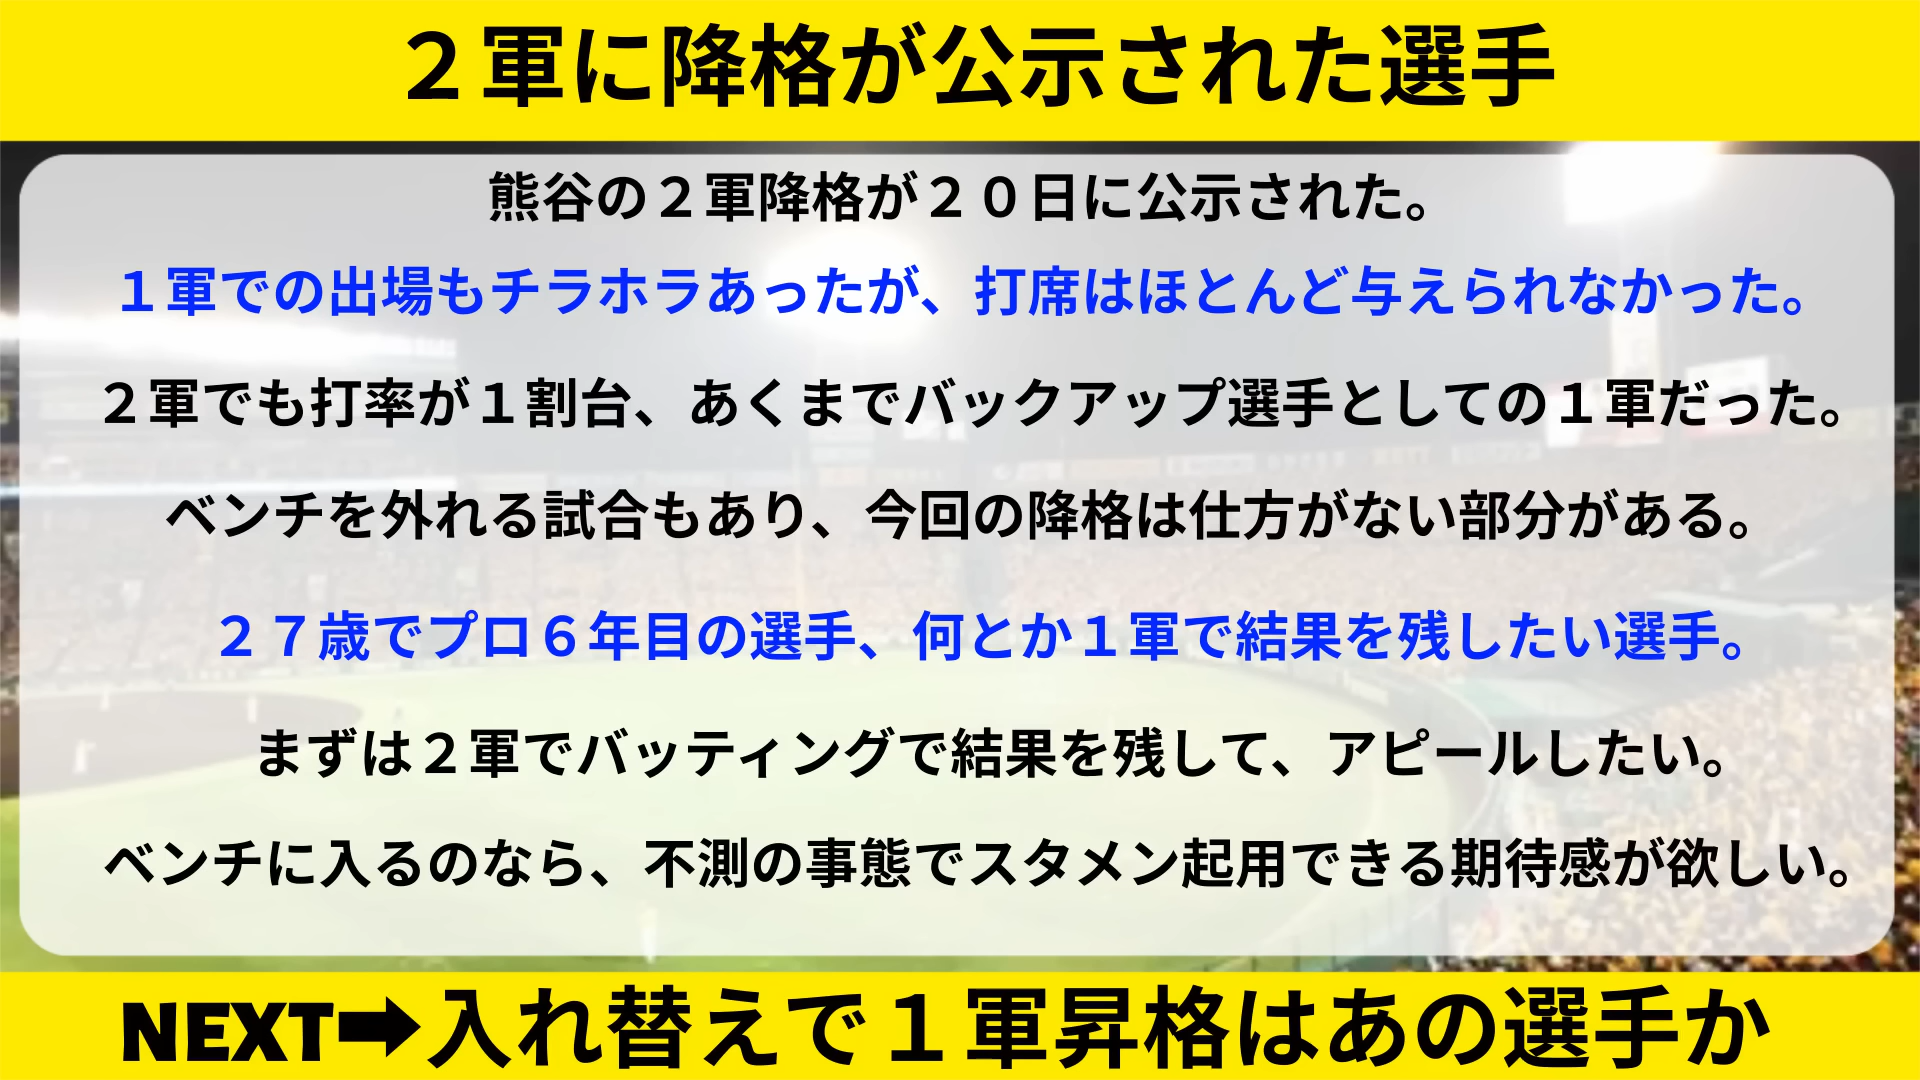 ２軍に降格が公示された選手
熊谷の２軍降格が２０日に公示された。
１軍での出場もチラホラあったが、打席はほとんど与えられなかった。
２軍でも打率が１割台、あくまでバックアップ選手としての１軍だった。
ベンチを外れる試合もあり、今回の降格は仕方がない部分がある。
２７歳でプロ６年目の選手、何とか１軍で結果を残したい選手。
まずは２軍でバッティングで結果を残して、アピールしたい。
ベンチに入るのなら、不測の事態でスタメン起用できる期待感が欲しい。
NEXT➡入れ替えで１軍昇格はあの選手か